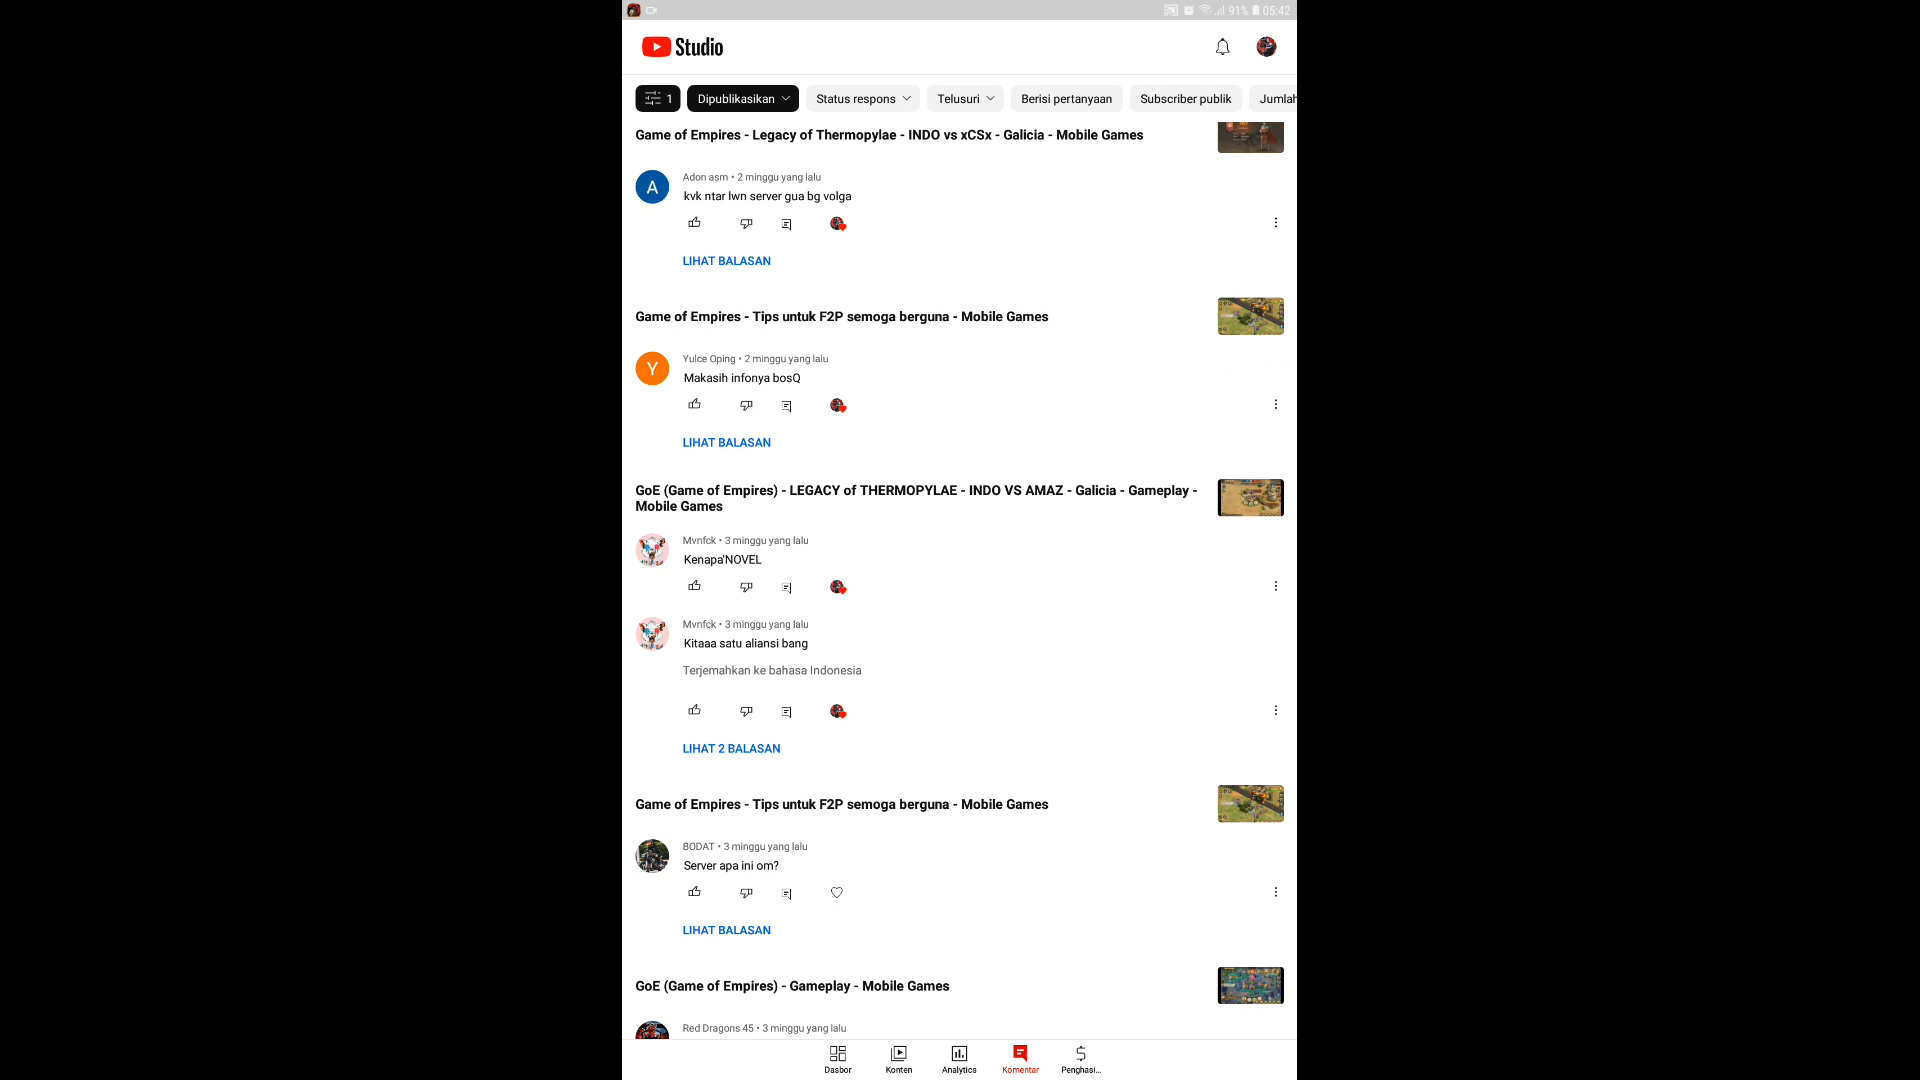 91% 05:42
Studio
1 Dipublikasikan Status respons Telusuri Berisi pertanyaan Subscriber publik Jumlah
Game of Empires - Legacy of Thermopylae - INDO vs xCSx - Galicia - Mobile Games
A
Adon asm • 2 minggu yang lalu
kvk ntar lwn server gua bg volga
LIHAT BALASAN
Game of Empires - Tips untuk F2P semoga berguna - Mobile Games
Y
Yulce Oping • 2 minggu yang lalu
Makasih infonya bosQ
LIHAT BALASAN
GoE (Game of Empires) - LEGACY of THERMOPYLAE - INDO VS AMAZ - Galicia - Gameplay -
Mobile Games
Mvnfck • 3 minggu yang lalu
Kenapa'NOVEL
Mvnfck • 3 minggu yang lalu
Kitaaa satu aliansi bang
Terjemahkan ke bahasa Indonesia
LIHAT 2 BALASAN
Game of Empires - Tips untuk F2P semoga berguna - Mobile Games
BODAT • 3 minggu yang lalu
Server apa ini om?
LIHAT BALASAN
GoE (Game of Empires) - Gameplay - Mobile Games
Red Dragons 45 • 3 minggu yang lalu
Dasbor Konten Analytics Komentar Penghasi...